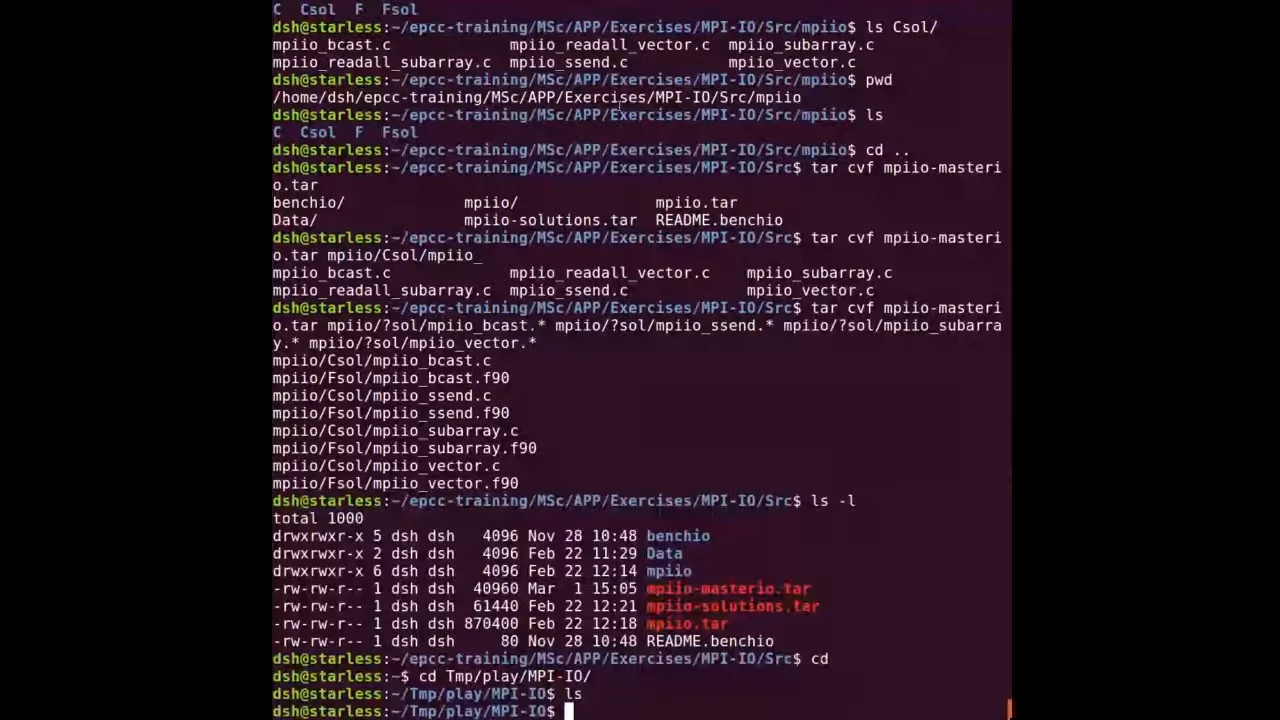 C  Csol  F  Fsol
dsh@starless:~/epcc-training/MSc/APP/Exercises/MPI-IO/Src/mpiio$ ls Csol/
mpiio_bcast.c             mpiio_readall_vector.c  mpiio_subarray.c
mpiio_readall_subarray.c  mpiio_ssend.c           mpiio_vector.c
dsh@starless:~/epcc-training/MSc/APP/Exercises/MPI-IO/Src/mpiio$ pwd
/home/dsh/epcc-training/MSc/APP/Exercises/MPI-IO/Src/mpiio
dsh@starless:~/epcc-training/MSc/APP/Exercises/MPI-IO/Src/mpiio$ ls
C  Csol  F  Fsol
dsh@starless:~/epcc-training/MSc/APP/Exercises/MPI-IO/Src/mpiio$ cd ..
dsh@starless:~/epcc-training/MSc/APP/Exercises/MPI-IO/Src$ tar cvf mpiio-masteri
o.tar
benchio/             mpiio/               mpiio.tar
Data/                mpiio-solutions.tar  README.benchio
dsh@starless:~/epcc-training/MSc/APP/Exercises/MPI-IO/Src$ tar cvf mpiio-masteri
o.tar mpiio/Csol/mpiio_
mpiio_bcast.c             mpiio_readall_vector.c    mpiio_subarray.c
mpiio_readall_subarray.c  mpiio_ssend.c             mpiio_vector.c
dsh@starless:~/epcc-training/MSc/APP/Exercises/MPI-IO/Src$ tar cvf mpiio-masteri
o.tar mpiio/?sol/mpiio_bcast.* mpiio/?sol/mpiio_ssend.* mpiio/?sol/mpiio_subarra
y.* mpiio/?sol/mpiio_vector.*
mpiio/Csol/mpiio_bcast.c
mpiio/Fsol/mpiio_bcast.f90
mpiio/Csol/mpiio_ssend.c
mpiio/Fsol/mpiio_ssend.f90
mpiio/Csol/mpiio_subarray.c
mpiio/Fsol/mpiio_subarray.f90
mpiio/Csol/mpiio_vector.c
mpiio/Fsol/mpiio_vector.f90
dsh@starless:~/epcc-training/MSc/APP/Exercises/MPI-IO/Src$ ls -l
total 1000
drwxrwxr-x 5 dsh dsh   4096 Nov 28 10:48 benchio
drwxrwxr-x 2 dsh dsh   4096 Feb 22 11:29 Data
drwxrwxr-x 6 dsh dsh   4096 Feb 22 12:14 mpiio
-rw-rw-r-- 1 dsh dsh  40960 Mar  1 15:05 mpiio-masterio.tar
-rw-rw-r-- 1 dsh dsh  61440 Feb 22 12:21 mpiio-solutions.tar
-rw-rw-r-- 1 dsh dsh 870400 Feb 22 12:18 mpiio.tar
-rw-rw-r-- 1 dsh dsh     80 Nov 28 10:48 README.benchio
dsh@starless:~/epcc-training/MSc/APP/Exercises/MPI-IO/Src$ cd
dsh@starless:~$ cd Tmp/play/MPI-IO/
dsh@starless:~/Tmp/play/MPI-IO$ ls
dsh@starless:~/Tmp/play/MPI-IO$